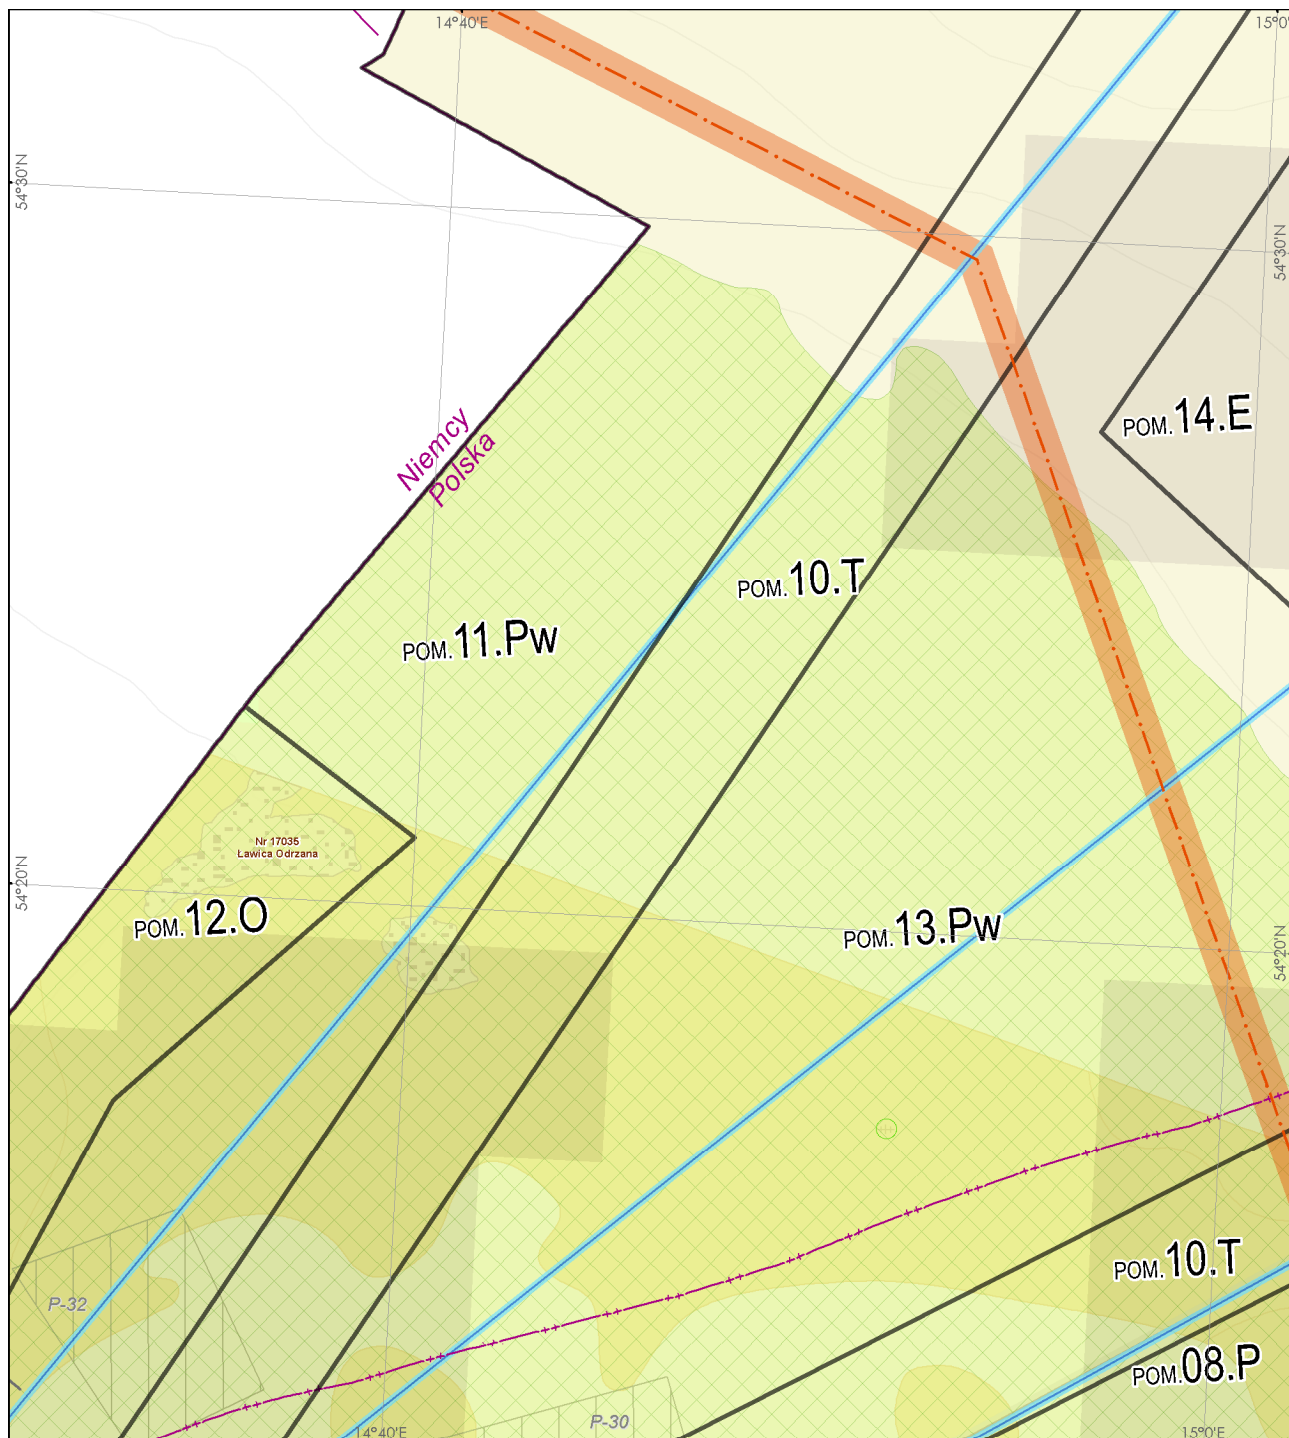 14°40'E
15°0'
54°30'N
54°30'N
POM.14.E
Niemcy
Polska
POM.10.T
POM.11.Pw
Nr 17035
Ławica Odrzana
54°20'N
POM.12.O
POM.13.Pw
54°20'N
POM.10.T
P-32
POM.08.P
P-30
14°40'E
15°0'E